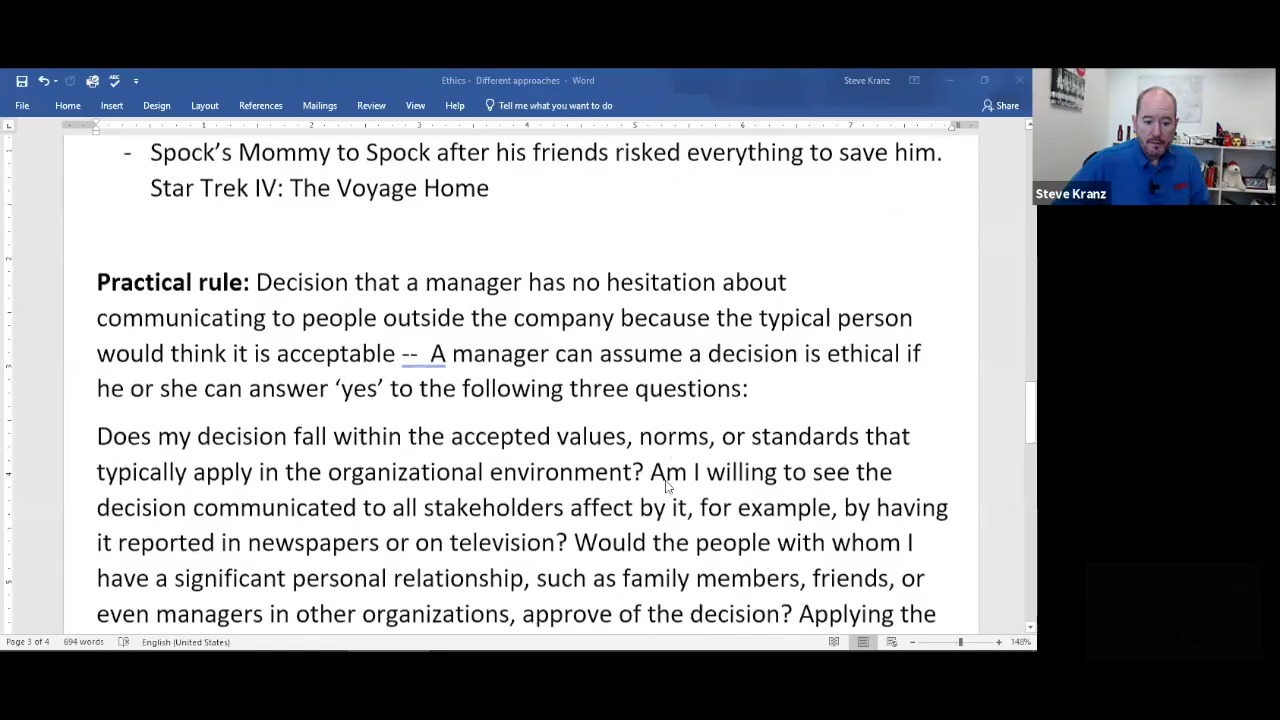 Ethics - Different approaches - Word
Steve Kranz
File Home Insert Design Layout References Mailings Review View Help Tell me what you want to do Share
1 2 3 4 5 6 7 8
- Spock’s Mommy to Spock after his friends risked everything to save him.
Star Trek IV: The Voyage Home
Practical rule: Decision that a manager has no hesitation about
communicating to people outside the company because the typical person
would think it is acceptable -- A manager can assume a decision is ethical if
he or she can answer ‘yes’ to the following three questions:
Does my decision fall within the accepted values, norms, or standards that
typically apply in the organizational environment? Am I willing to see the
decision communicated to all stakeholders affect by it, for example, by having
it reported in newspapers or on television? Would the people with whom I
have a significant personal relationship, such as family members, friends, or
even managers in other organizations, approve of the decision? Applying the
Page 3 of 4 694 words English (United States) 148%
Steve Kranz